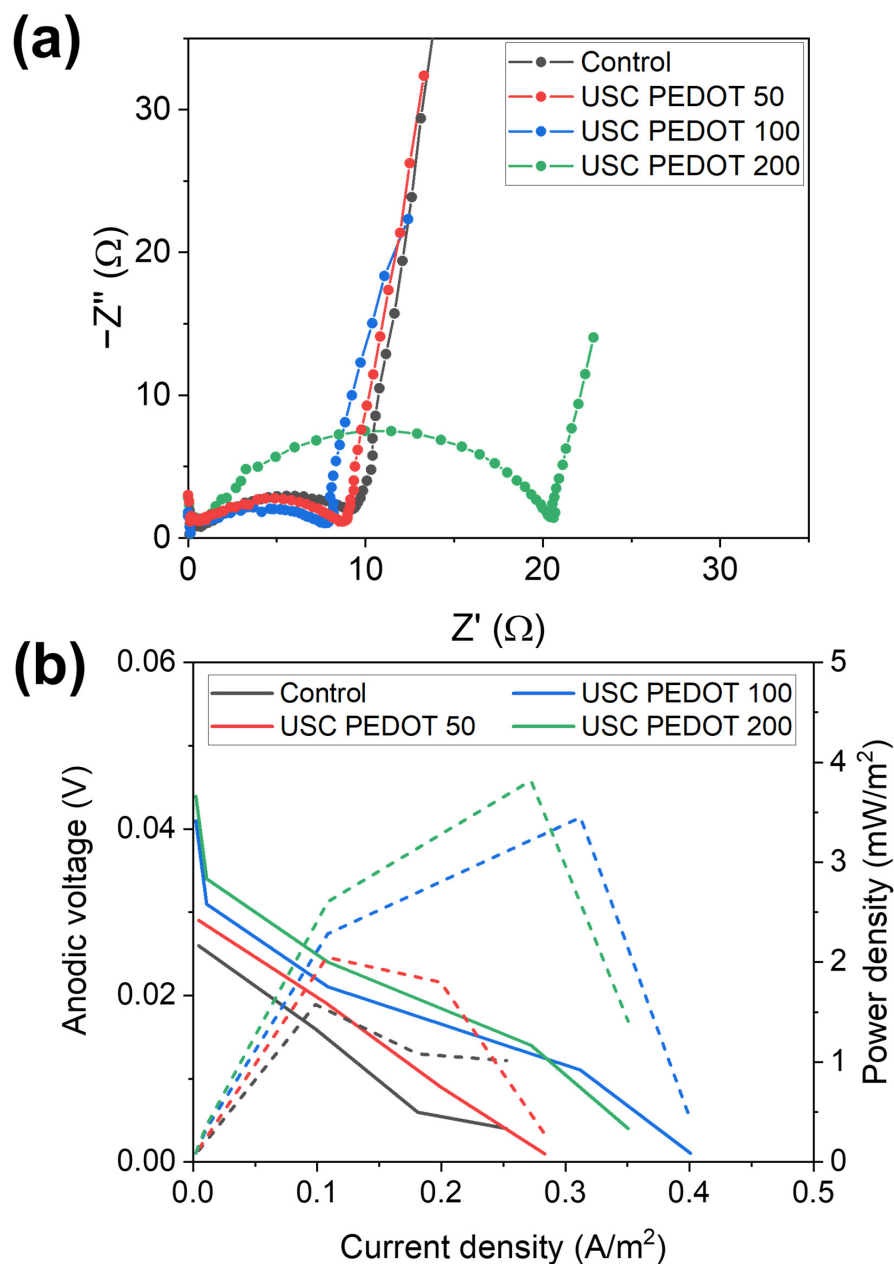 (a)
Control
USC PEDOT 50
USC PEDOT 100
USC PEDOT 200
−Z" (Ω)
30
20
10
0
0 10 20 30
Z' (Ω)
(b)
Control USC PEDOT 100
USC PEDOT 50 USC PEDOT 200
Anodic voltage (V)
0.06
0.04
0.02
0.00
Power density (mW/m²)
5
4
3
2
1
0
0.0 0.1 0.2 0.3 0.4 0.5
Current density (A/m²)